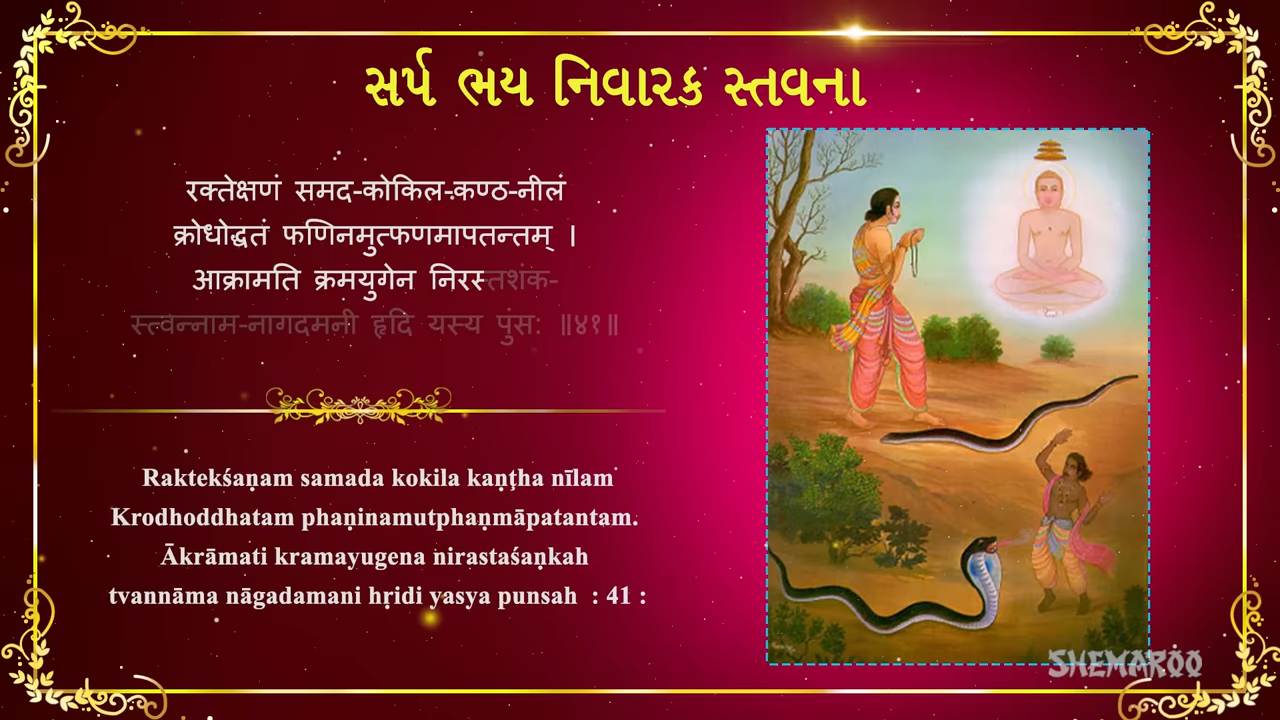 સર્પ ભય નિવારક સ્તવના
रक्तेक्षणं समद-कोकिल-कण्ठ-नीलं
क्रोधोद्धतं फणिनमुत्फणमापतन्तम् ।
आक्रामति क्रमयुगेन निरस्तशंक-
स्त्वन्नाम-नागदमनी हृदि यस्य पुंसः ॥४१॥
Raktekśaṇam samada kokila kaṇţha nīlam
Krodhoddhatam phaṇinamutphaṇmāpatantam.
Ākrāmati kramayugena nirastaśaṇkah
tvannāma nāgadamani hṛidi yasya punsah : 41 :
SHEMAROO